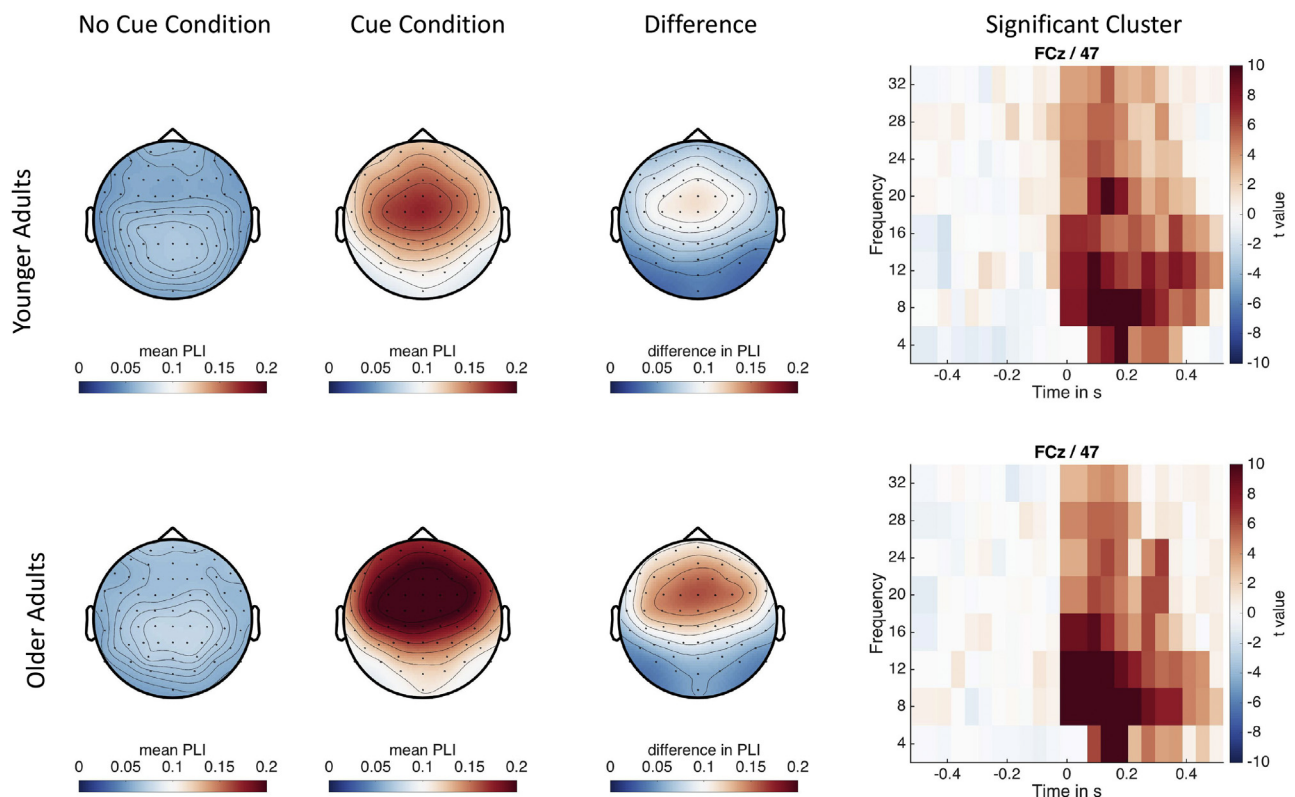 No Cue Condition
Cue Condition
Difference
Significant Cluster
Younger Adults
mean PLI
0 0.05 0.1 0.15 0.2
mean PLI
0 0.05 0.1 0.15 0.2
difference in PLI
0 0.05 0.1 0.15 0.2
FCz / 47
Frequency
32
28
24
20
16
12
8
4
-0.4 -0.2 0 0.2 0.4
Time in s
10
8
6
4
2
0
-2
-4
-6
-8
-10
t value
Older Adults
mean PLI
0 0.05 0.1 0.15 0.2
mean PLI
0 0.05 0.1 0.15 0.2
difference in PLI
0 0.05 0.1 0.15 0.2
FCz / 47
Frequency
32
28
24
20
16
12
8
4
-0.4 -0.2 0 0.2 0.4
Time in s
10
8
6
4
2
0
-2
-4
-6
-8
-10
t value